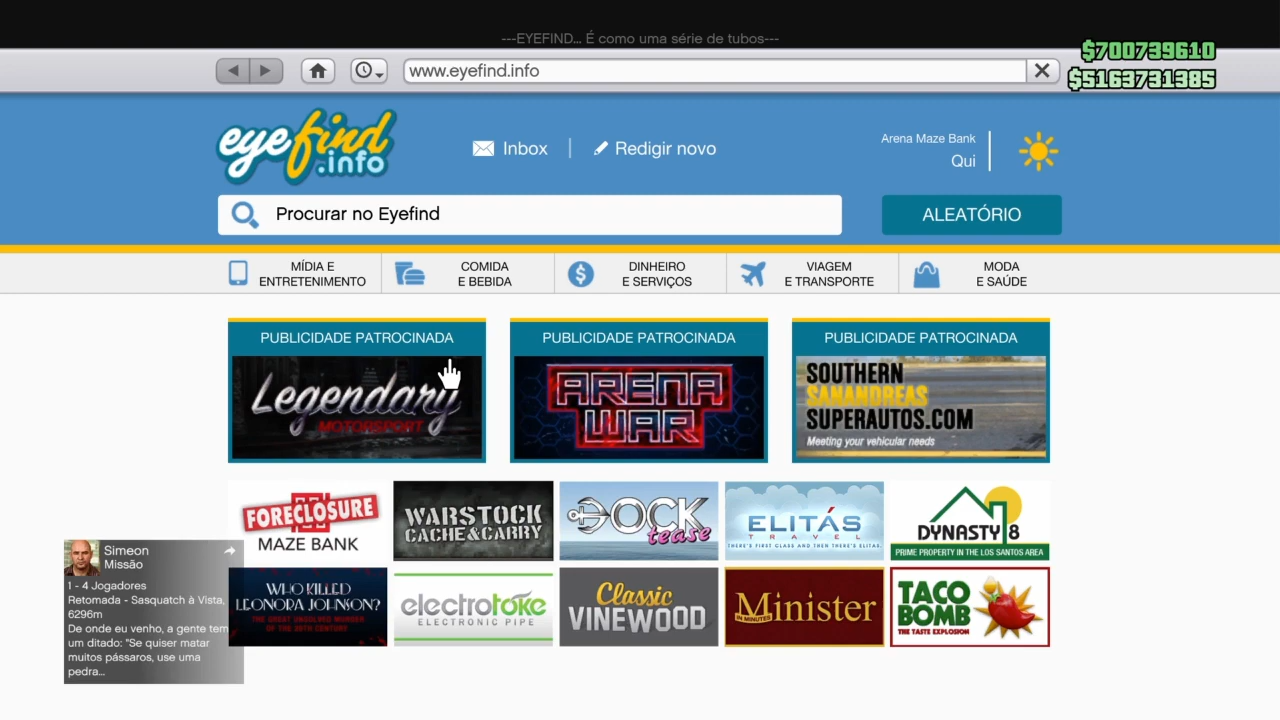 ---EYEFIND... É como uma série de tubos---
$700739610
www.eyefind.info
$5163731385
eyefind
.info
Inbox
Redigir novo
Arena Maze Bank
Qui
Procurar no Eyefind
ALEATÓRIO
MÍDIA E
ENTRETENIMENTO
COMIDA
E BEBIDA
DINHEIRO
E SERVIÇOS
VIAGEM
E TRANSPORTE
MODA
E SAÚDE
PUBLICIDADE PATROCINADA
Legendary
MOTORSPORT
PUBLICIDADE PATROCINADA
ARENA
WAR
PUBLICIDADE PATROCINADA
SOUTHERN
SANANDREAS
SUPERAUTOS.COM
Meeting your vehicular needs
FORECLOSURE
MAZE BANK
WARSTOCK
CACHE&CARRY
DOCK
tease
ELITÁS
TRAVEL
THERE'S FIRST CLASS AND THEN THERE'S ELITÁS.
DYNASTY 8
PRIME PROPERTY IN THE LOS SANTOS AREA
WHO KILLED
LEONORA JOHNSON?
THE GREAT UNSOLVED MURDER
OF THE 20TH CENTURY
electrotoke
ELECTRONIC PIPE
Classic
VINEWOOD
Minister
IN MINUTES
TACO
BOMB
THE TASTE EXPLOSION
Simeon
Missão
1 - 4 Jogadores
Retomada - Sasquatch à Vista,
6296m
De onde eu venho, a gente tem
um ditado: "Se quiser matar
muitos pássaros, use uma
pedra...